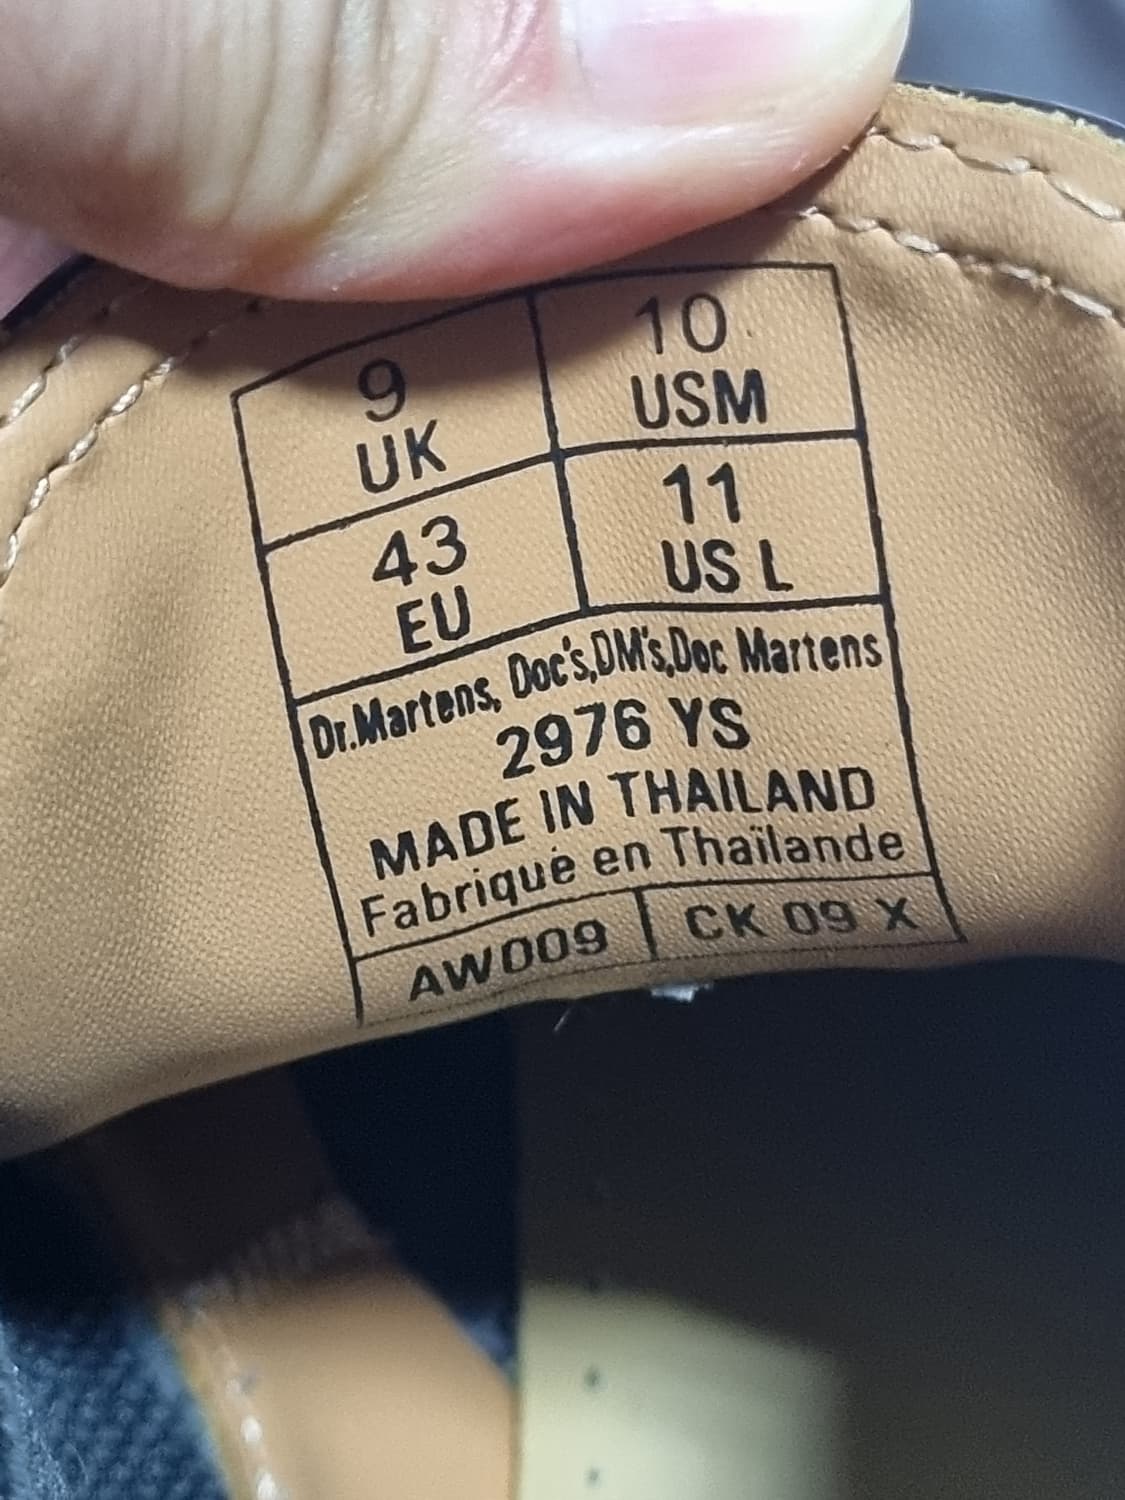 9 UK
10 USM
43 EU
11 US L
Dr.Martens, Doc's,DM's,Doc Martens
2976 YS
MADE IN THAILAND
Fabriqué en Thaïlande
AW009
CK 09 X